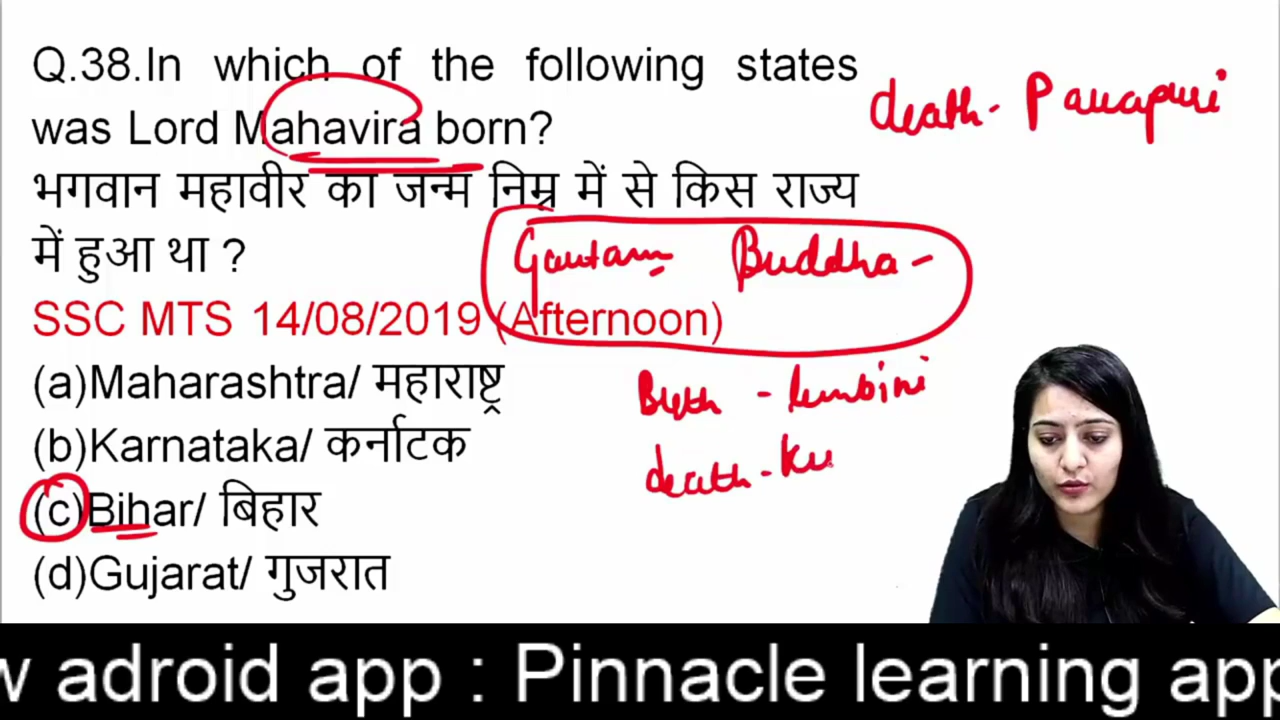 Q.38.In which of the following states
was Lord Mahavira born?
death- Pavapuri
भगवान महावीर का जन्म निम्न में से किस राज्य
में हुआ था ?
Gautam Buddha-
SSC MTS 14/08/2019 (Afternoon)
(a)Maharashtra/ महाराष्ट्र
Birth - lumbini
(b)Karnataka/ कर्नाटक
death- Ku
(c)Bihar/ बिहार
(d)Gujarat/ गुजरात
w adroid app : Pinnacle learning app